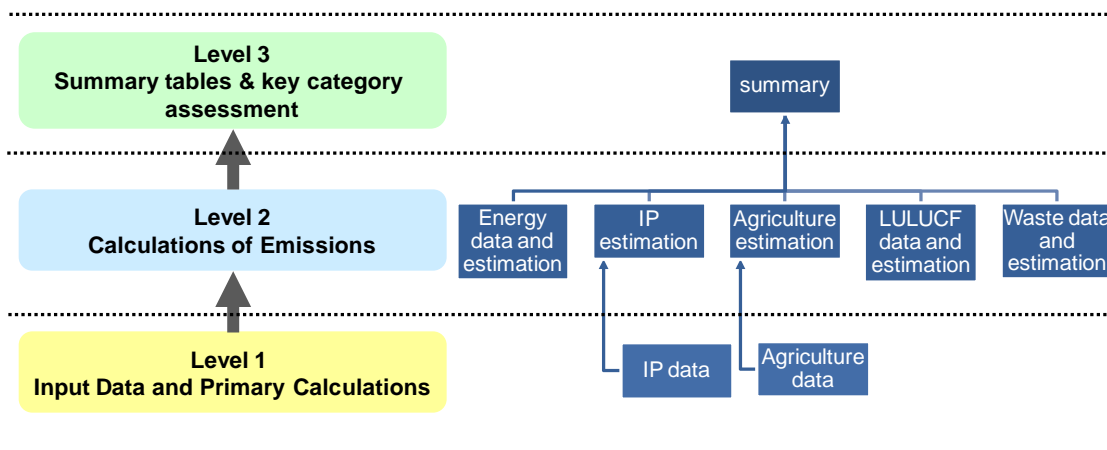 Level 3
Summary tables & key category
assessment
summary
Level 2
Calculations of Emissions
Energy
data and
estimation
IP
estimation
Agriculture
estimation
LULUCF
data and
estimation
Waste data
and
estimation
Level 1
Input Data and Primary Calculations
IP data
Agriculture
data